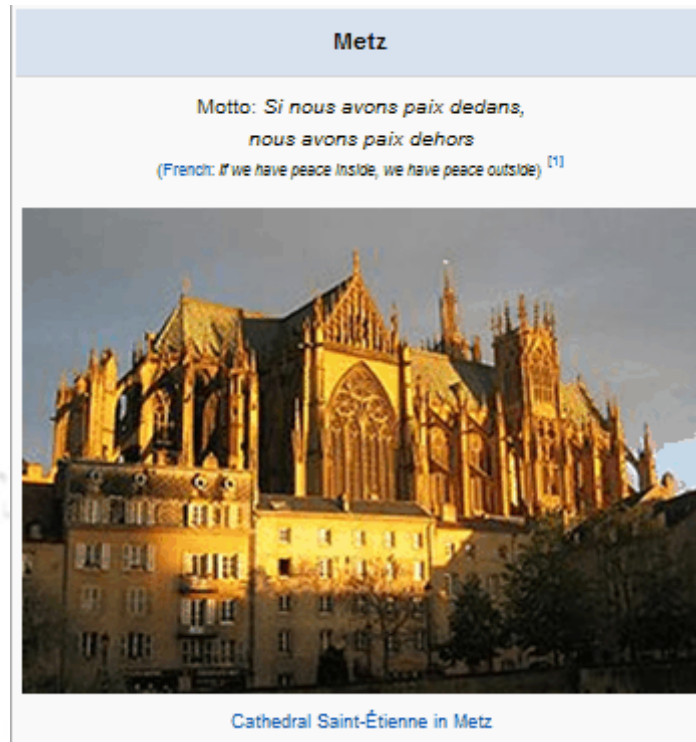 Metz
Motto: Si nous avons paix dedans,
nous avons paix dehors
(French: If we have peace inside, we have peace outside) [1]
Cathedral Saint-Étienne in Metz